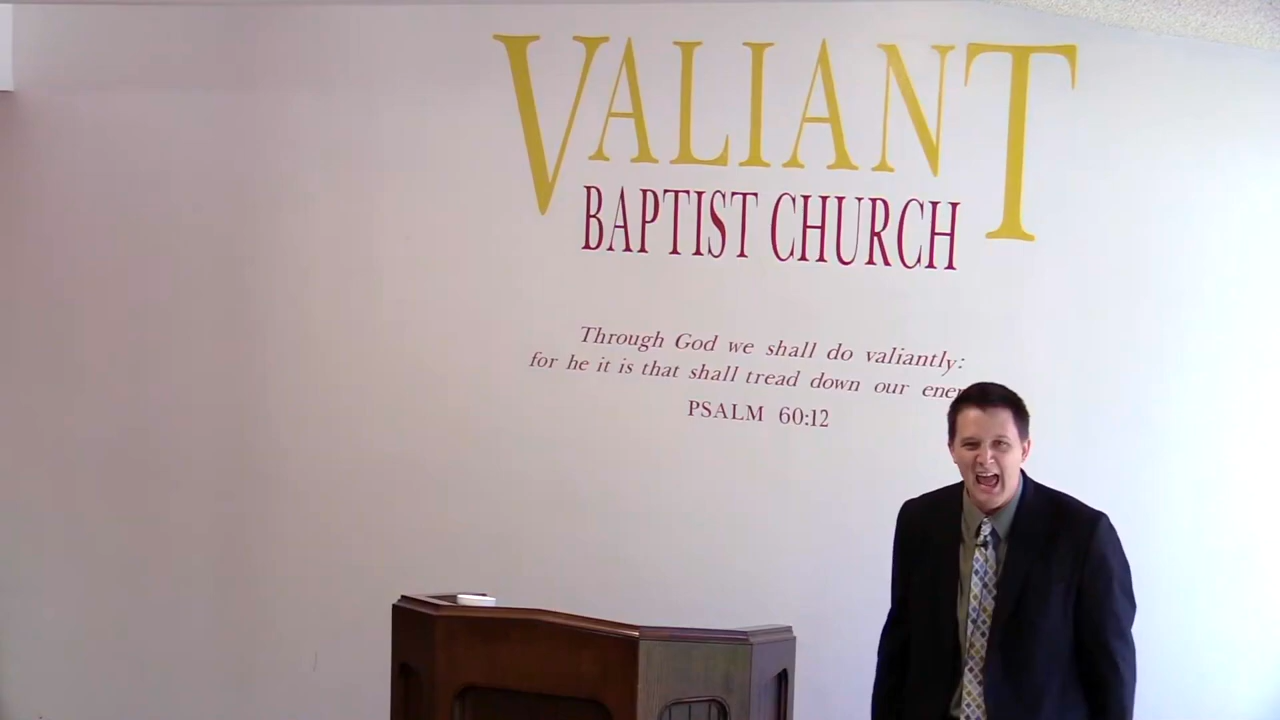 VALIANT
BAPTIST CHURCH
Through God we shall do valiantly:
for he it is that shall tread down our
PSALM 60:12